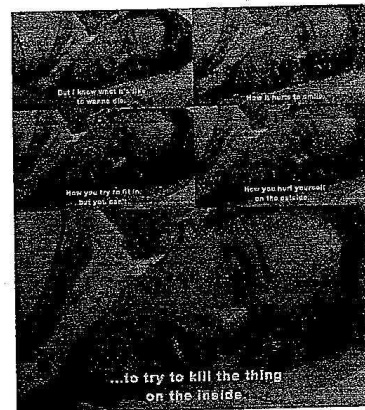 But I know what it's like
to wanna die.
How it hurts to smile.
How you try to fit in,
but you can't.
How you hurt yourself
on the outside...
...to try to kill the thing
on the inside.